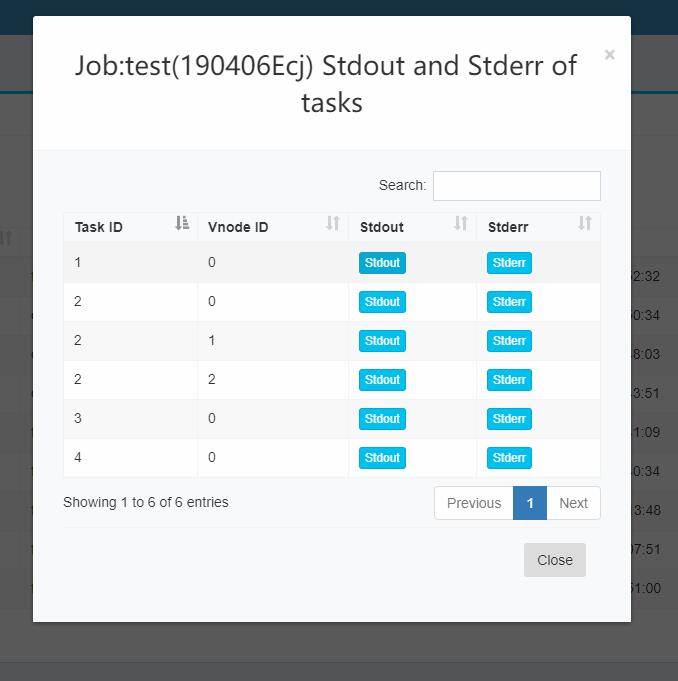 Job:test(190406Ecj) Stdout and Stderr of
tasks
×
Search:
Task ID Vnode ID Stdout Stderr
1 0 Stdout Stderr
2 0 Stdout Stderr
2 1 Stdout Stderr
2 2 Stdout Stderr
3 0 Stdout Stderr
4 0 Stdout Stderr
Showing 1 to 6 of 6 entries Previous 1 Next
Close
2:32
0:34
8:03
3:51
1:09
0:34
3:48
07:51
51:00